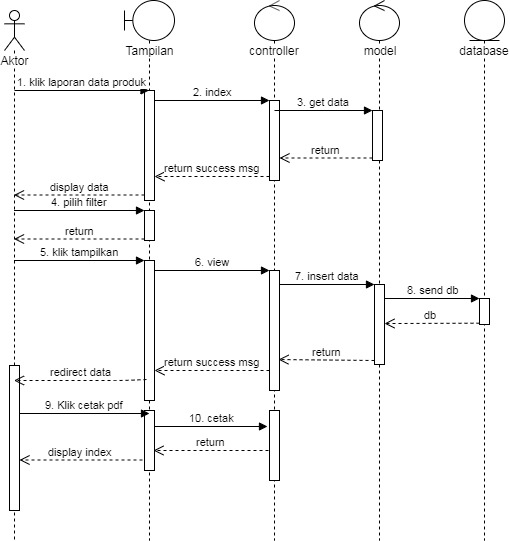 Aktor
Tampilan
controller
model
database
1. klik laporan data produk
2. index
3. get data
return
return success msg
display data
4. pilih filter
return
5. klik tampilkan
6. view
7. insert data
8. send db
db
return
return success msg
redirect data
9. Klik cetak pdf
10. cetak
return
display index